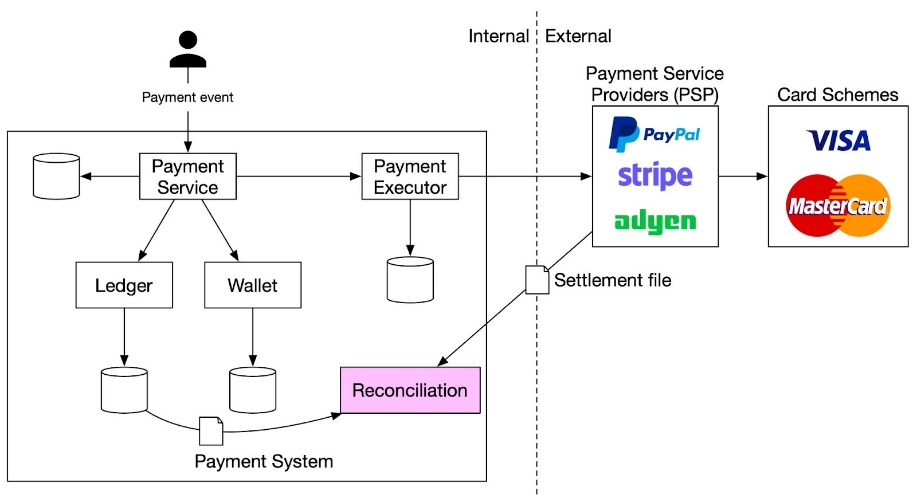 Internal
External
Payment event
Payment Service
Providers (PSP)
Card Schemes
PayPal
VISA
Payment
Service
Payment
Executor
stripe
MasterCard
adyen
Ledger
Wallet
Settlement file
Reconciliation
Payment System